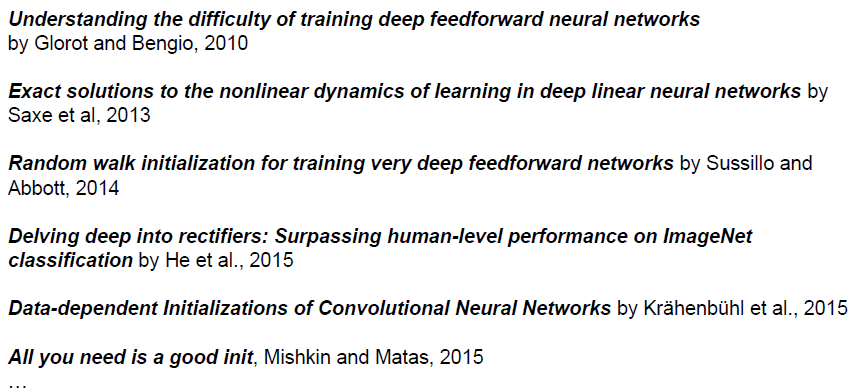 Understanding the difficulty of training deep feedforward neural networks
by Glorot and Bengio, 2010
Exact solutions to the nonlinear dynamics of learning in deep linear neural networks by
Saxe et al, 2013
Random walk initialization for training very deep feedforward networks by Sussillo and
Abbott, 2014
Delving deep into rectifiers: Surpassing human-level performance on ImageNet
classification by He et al., 2015
Data-dependent Initializations of Convolutional Neural Networks by Krähenbühl et al., 2015
All you need is a good init, Mishkin and Matas, 2015
…